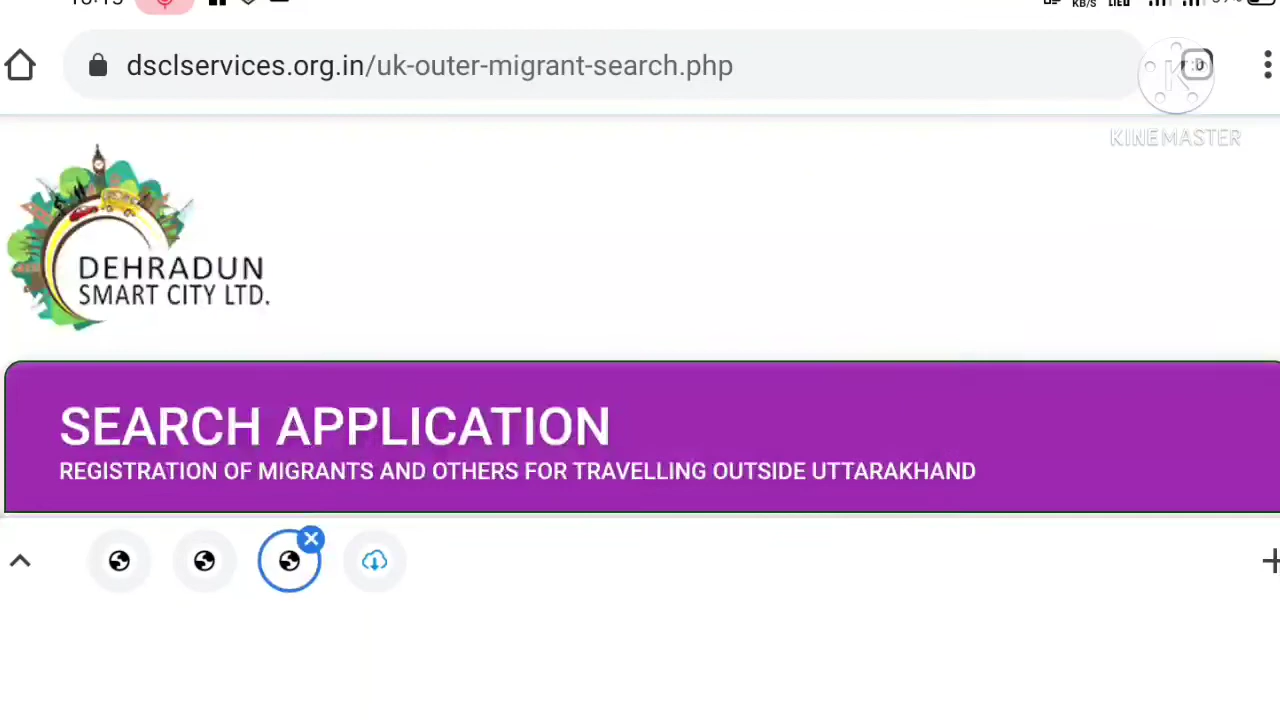 KB/S
dsclservices.org.in/uk-outer-migrant-search.php
:D
KINEMASTER
DEHRADUN
SMART CITY LTD.
SEARCH APPLICATION
REGISTRATION OF MIGRANTS AND OTHERS FOR TRAVELLING OUTSIDE UTTARAKHAND